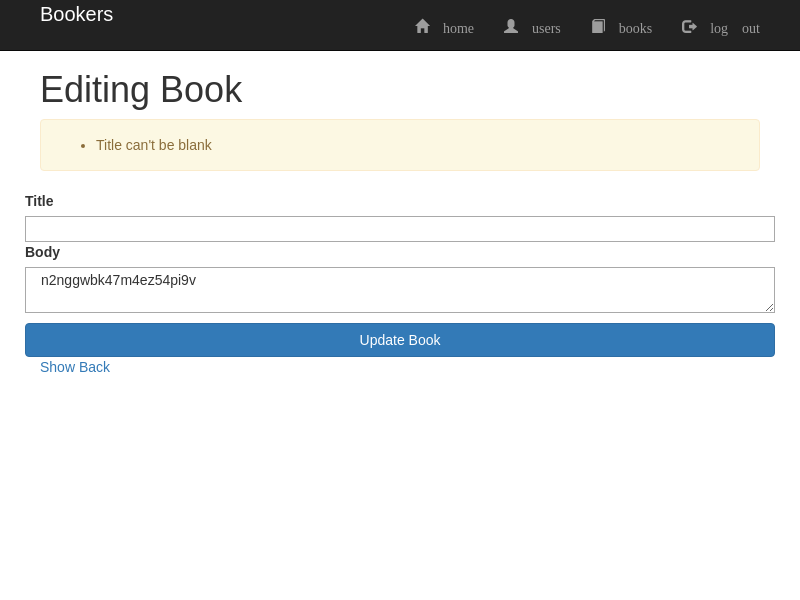 Bookers
home users books log out
Editing Book
Title can't be blank
Title
Body
n2nggwbk47m4ez54pi9v
Update Book
Show Back